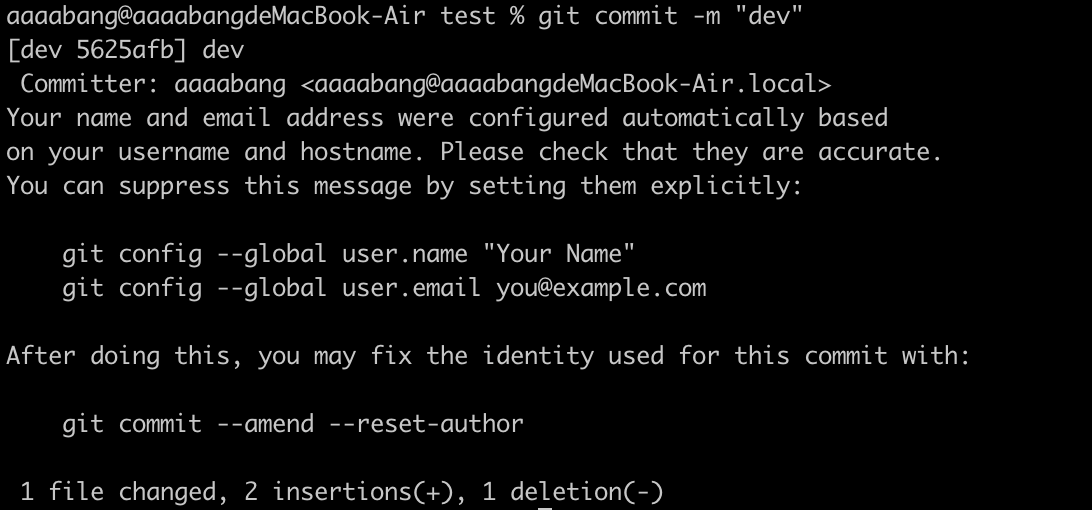 aaaabang@aaaabangdeMacBook-Air test % git commit -m "dev"
[dev 5625afb] dev
 Committer: aaaabang <aaaabang@aaaabangdeMacBook-Air.local>
Your name and email address were configured automatically based
on your username and hostname. Please check that they are accurate.
You can suppress this message by setting them explicitly:

    git config --global user.name "Your Name"
    git config --global user.email you@example.com

After doing this, you may fix the identity used for this commit with:

    git commit --amend --reset-author

 1 file changed, 2 insertions(+), 1 deletion(-)